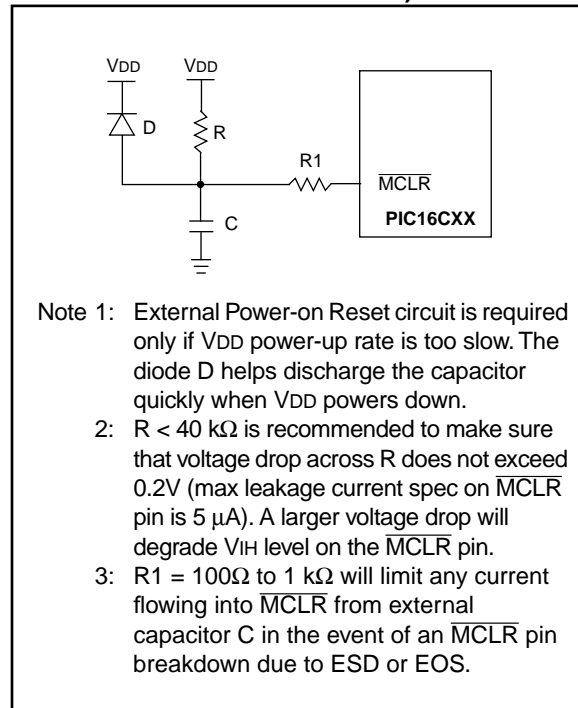 VDD VDD
D
R
R1
MCLR
C
PIC16CXX
Note 1: External Power-on Reset circuit is required
only if VDD power-up rate is too slow. The
diode D helps discharge the capacitor
quickly when VDD powers down.
2: R < 40 kΩ is recommended to make sure
that voltage drop across R does not exceed
0.2V (max leakage current spec on MCLR
pin is 5 μA). A larger voltage drop will
degrade VIH level on the MCLR pin.
3: R1 = 100Ω to 1 kΩ will limit any current
flowing into MCLR from external
capacitor C in the event of an MCLR pin
breakdown due to ESD or EOS.